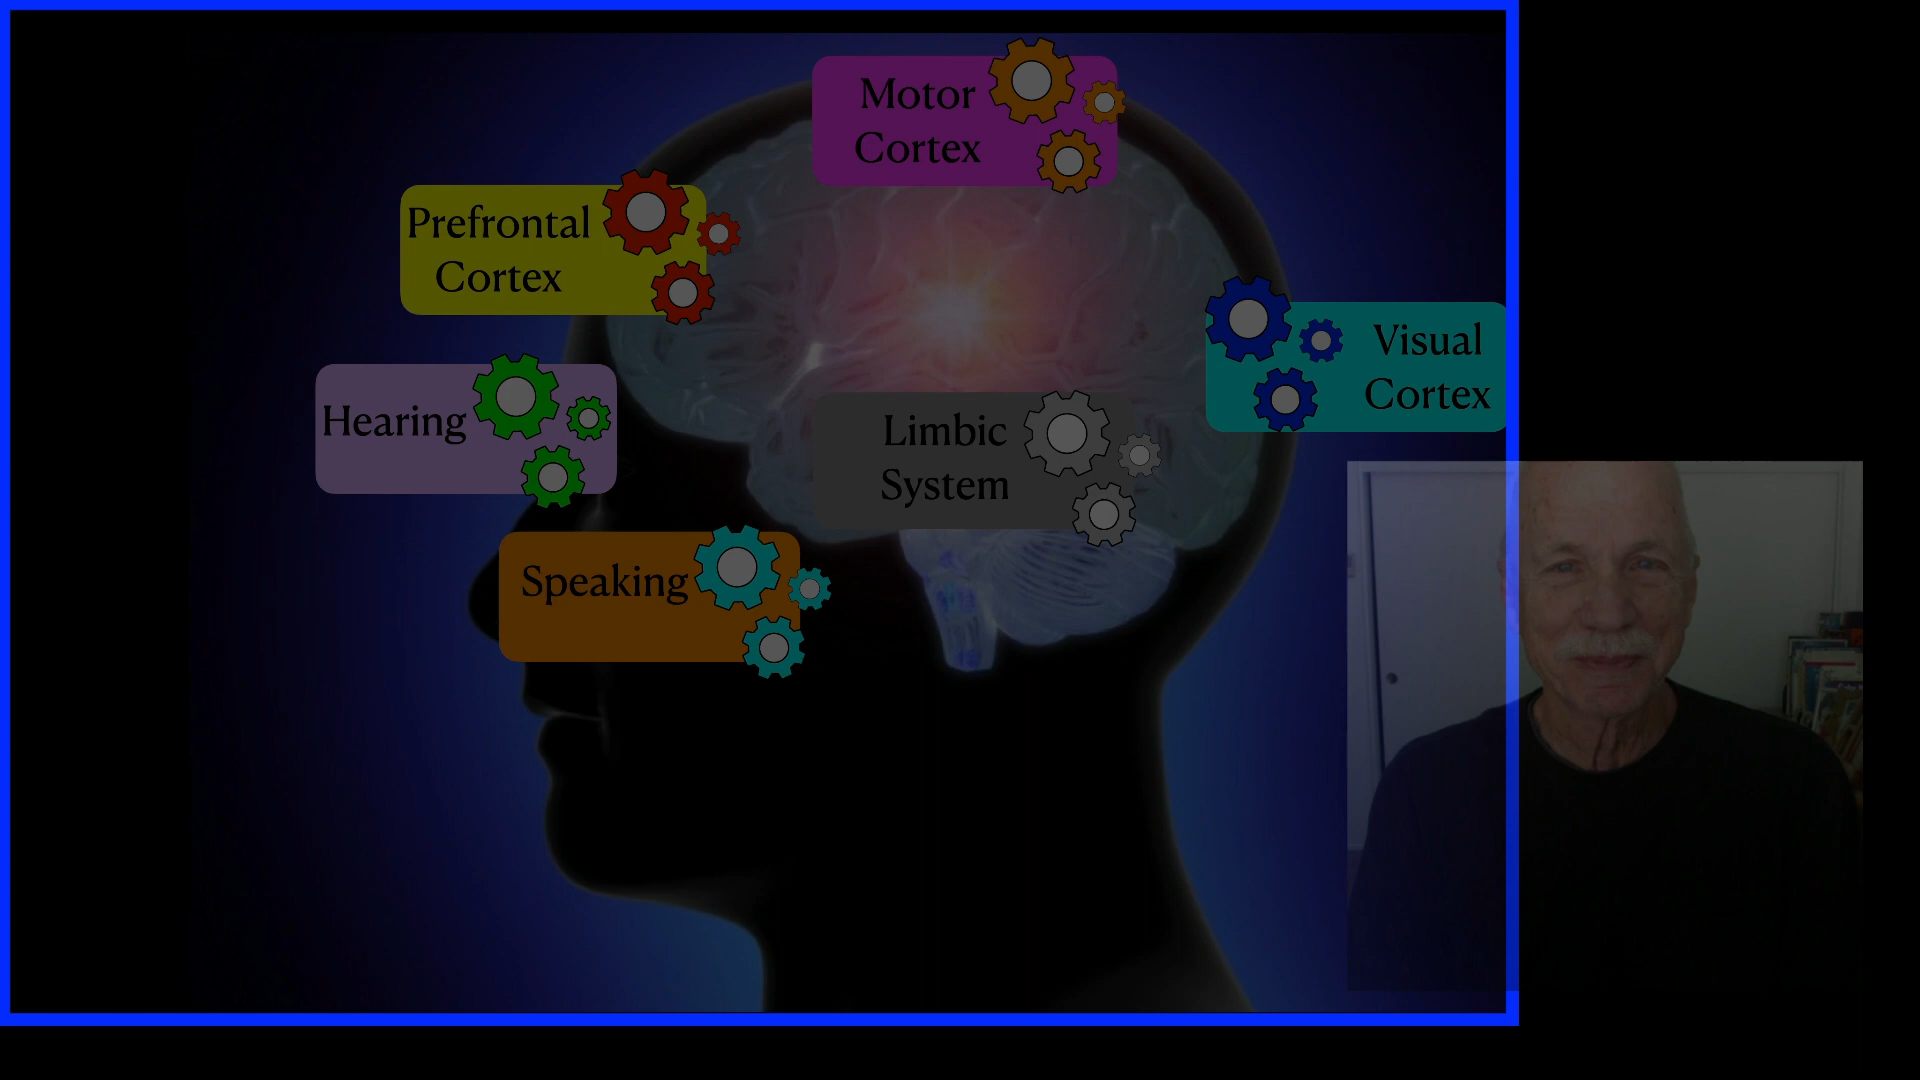 Motor
Cortex
Prefrontal
Cortex
Visual
Cortex
Hearing
Limbic
System
Speaking